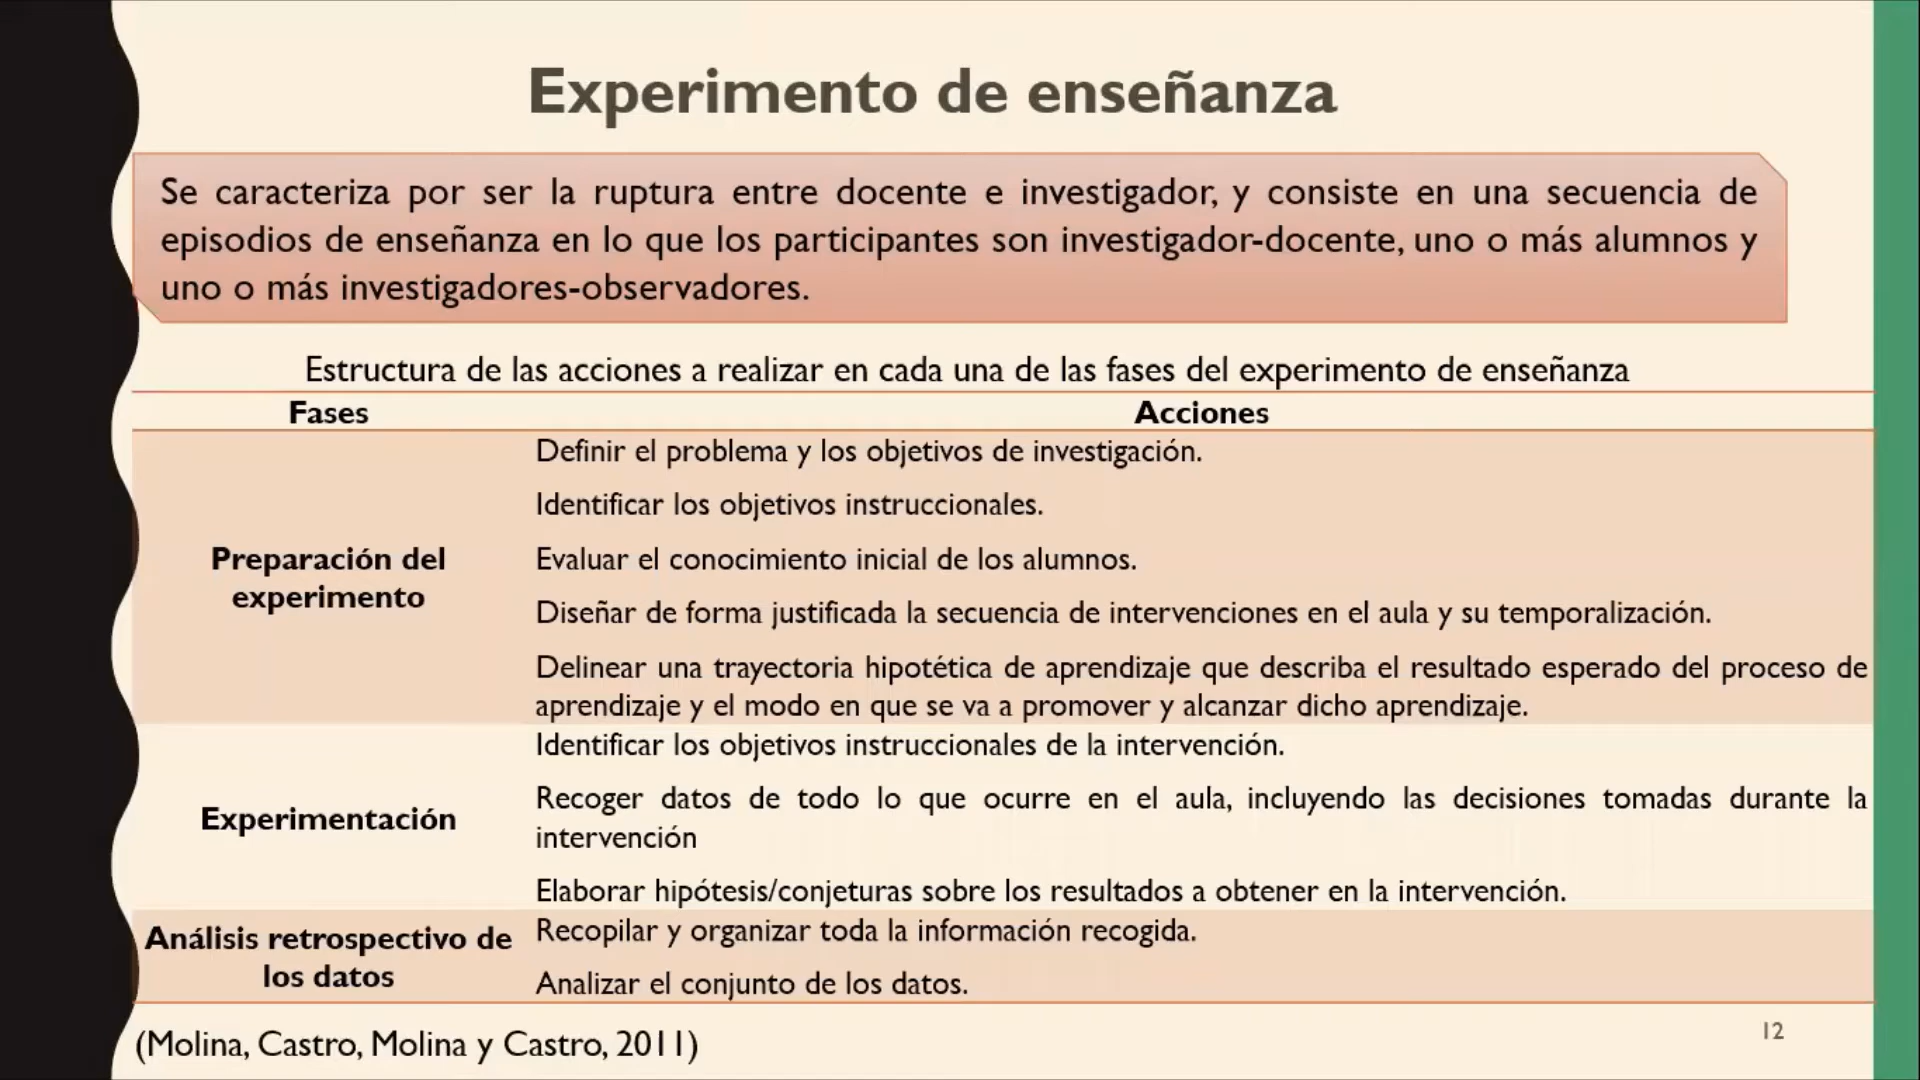 Experimento de enseñanza
Se caracteriza por ser la ruptura entre docente e investigador, y consiste en una secuencia de
episodios de enseñanza en lo que los participantes son investigador-docente, uno o más alumnos y
uno o más investigadores-observadores.
Estructura de las acciones a realizar en cada una de las fases del experimento de enseñanza
Fases Acciones
Preparación del
experimento
Definir el problema y los objetivos de investigación.
Identificar los objetivos instruccionales.
Evaluar el conocimiento inicial de los alumnos.
Diseñar de forma justificada la secuencia de intervenciones en el aula y su temporalización.
Delinear una trayectoria hipotética de aprendizaje que describa el resultado esperado del proceso de
aprendizaje y el modo en que se va a promover y alcanzar dicho aprendizaje.
Experimentación
Identificar los objetivos instruccionales de la intervención.
Recoger datos de todo lo que ocurre en el aula, incluyendo las decisiones tomadas durante la
intervención
Elaborar hipótesis/conjeturas sobre los resultados a obtener en la intervención.
Análisis retrospectivo de
los datos
Recopilar y organizar toda la información recogida.
Analizar el conjunto de los datos.
(Molina, Castro, Molina y Castro, 2011)
12